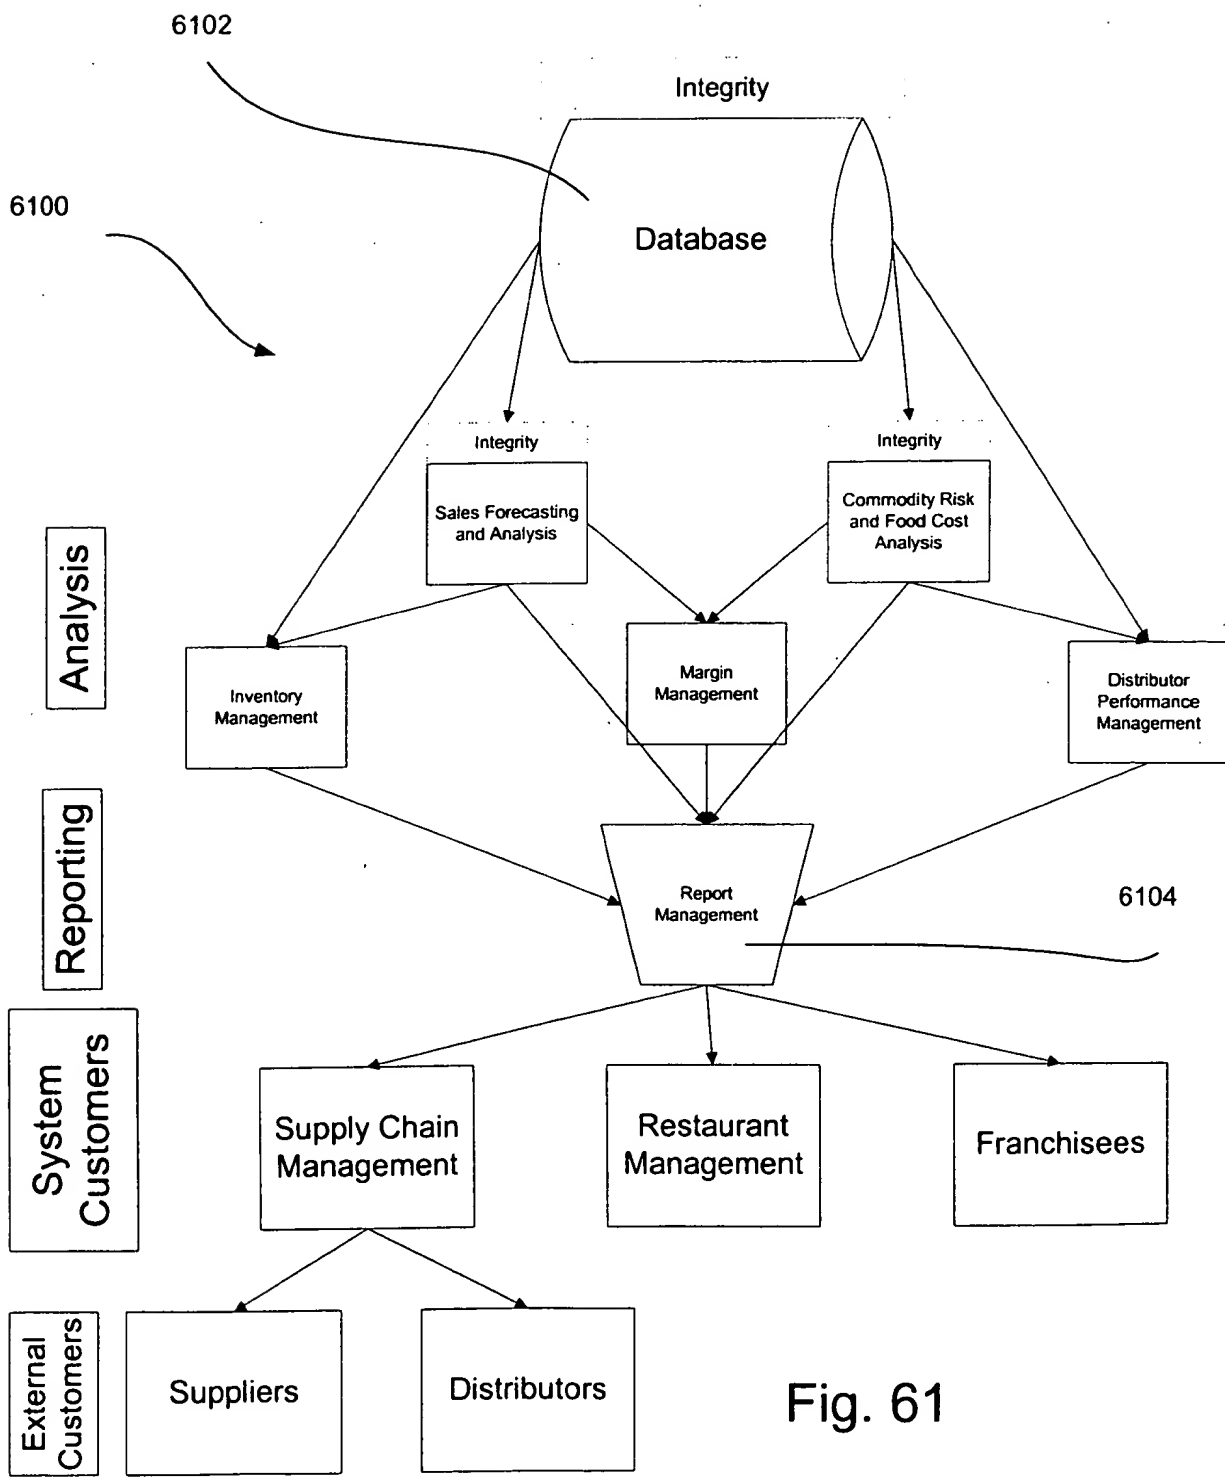 6102
Integrity
6100
Database
Integrity
Integrity
Sales Forecasting
and Analysis
Commodity Risk
and Food Cost
Analysis
Analysis
Inventory
Management
Margin
Management
Distributor
Performance
Management
Reporting
Report
Management
6104
System
Customers
Supply Chain
Management
Restaurant
Management
Franchisees
External
Customers
Suppliers
Distributors
Fig. 61